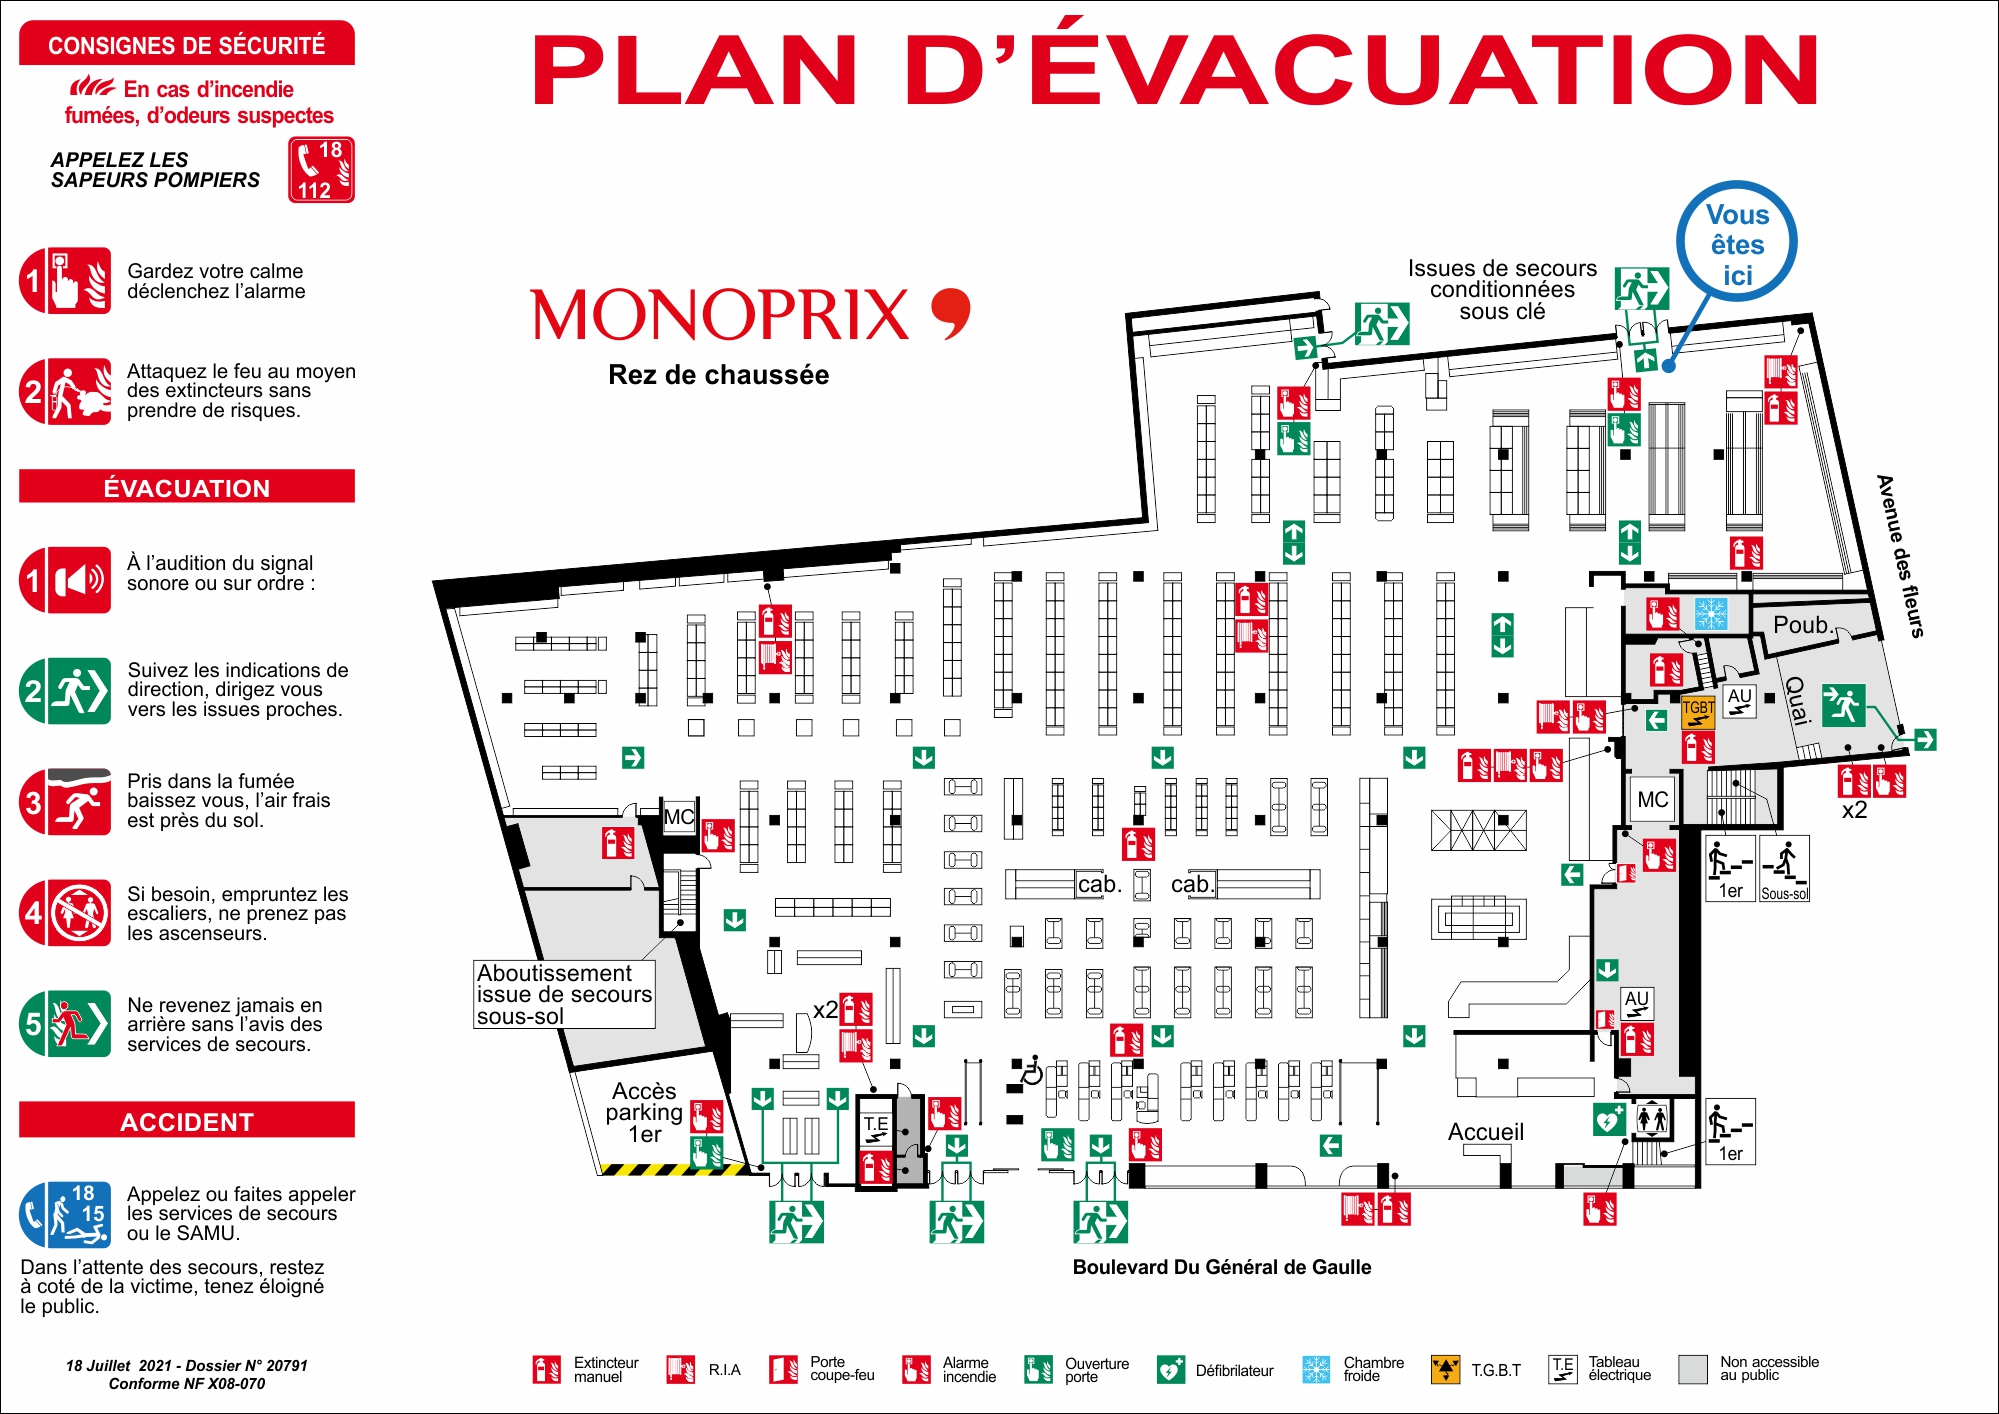 CONSIGNES DE SÉCURITÉ
En cas d’incendie
fumées, d’odeurs suspectes
APPELEZ LES
SAPEURS POMPIERS
18
112
1
Gardez votre calme
déclenchez l’alarme
2
Attaquez le feu au moyen
des extincteurs sans
prendre de risques.
ÉVACUATION
1
À l’audition du signal
sonore ou sur ordre :
2
Suivez les indications de
direction, dirigez vous
vers les issues proches.
3
Pris dans la fumée
baissez vous, l’air frais
est près du sol.
4
Si besoin, empruntez les
escaliers, ne prenez pas
les ascenseurs.
5
Ne revenez jamais en
arrière sans l’avis des
services de secours.
ACCIDENT
18
15
Appelez ou faites appeler
les services de secours
ou le SAMU.
Dans l’attente des secours, restez
à coté de la victime, tenez éloigné
le public.
18 Juillet 2021 - Dossier N° 20791
Conforme NF X08-070
PLAN D’ÉVACUATION
MONOPRIX
Rez de chaussée
Issues de secours
conditionnées
sous clé
Vous
êtes
ici
Avenue des fleurs
Poub.
Quai
AU
TGBT
MC
x2
1er
Sous-sol
MC
cab.
cab.
Aboutissement
issue de secours
sous-sol
x2
AU
Accès
parking
1er
T.E
Accueil
1er
Boulevard Du Général de Gaulle
Extincteur
manuel
R.I.A
Porte
coupe-feu
Alarme
incendie
Ouverture
porte
Défibrilateur
Chambre
froide
T.G.B.T
T.E
Tableau
électrique
Non accessible
au public